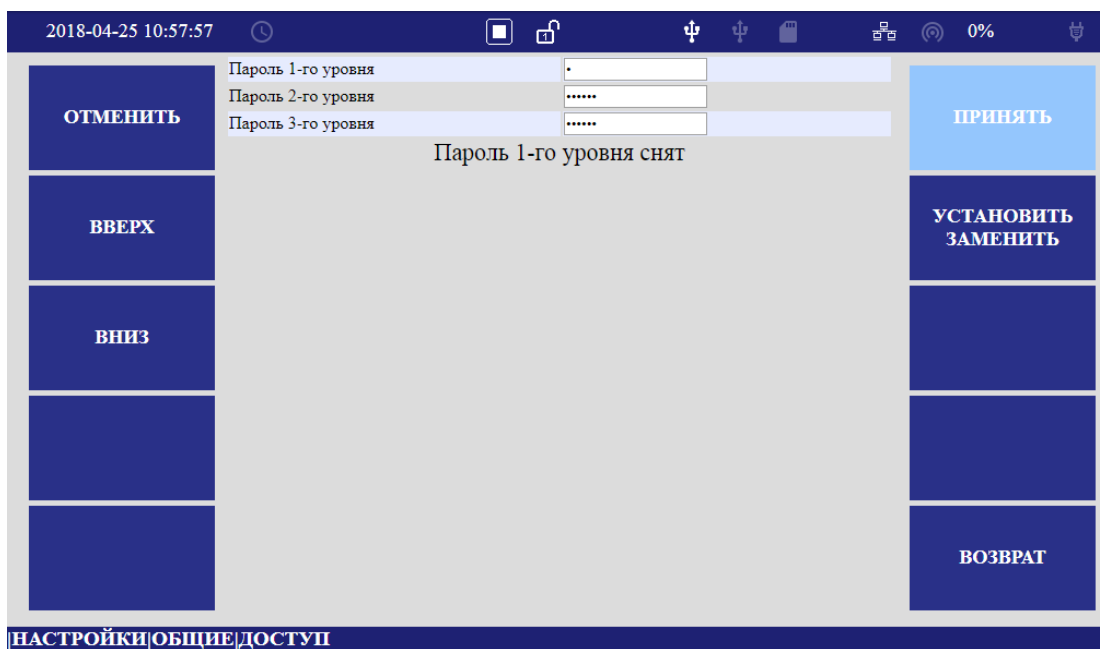 2018-04-25 10:57:57
1
0%
ОТМЕНИТЬ
ВВЕРХ
ВНИЗ
Пароль 1-го уровня •
Пароль 2-го уровня ••••••
Пароль 3-го уровня ••••••
Пароль 1-го уровня снят
ПРИНЯТЬ
УСТАНОВИТЬ
ЗАМЕНИТЬ
ВОЗВРАТ
|НАСТРОЙКИ|ОБЩИЕ|ДОСТУП